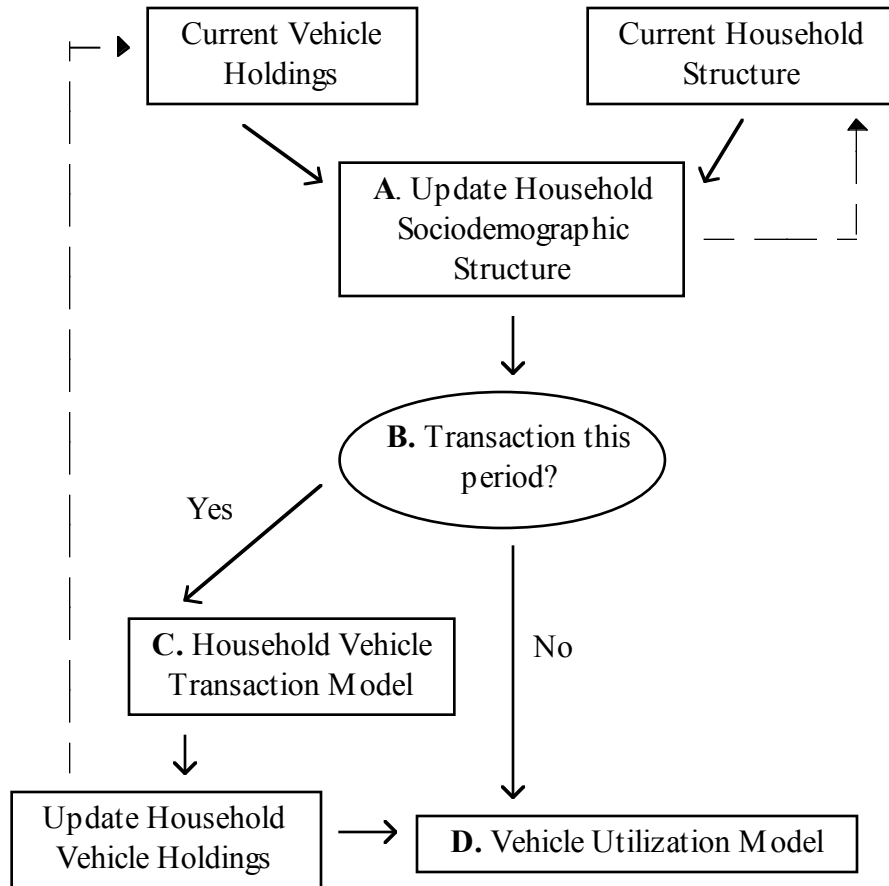 Current Vehicle
Holdings
Current Household
Structure
A. Update Household
Sociodemographic
Structure
B. Transaction this
period?
Yes
No
C. Household Vehicle
Transaction Model
Update Household
Vehicle Holdings
D. Vehicle Utilization Model